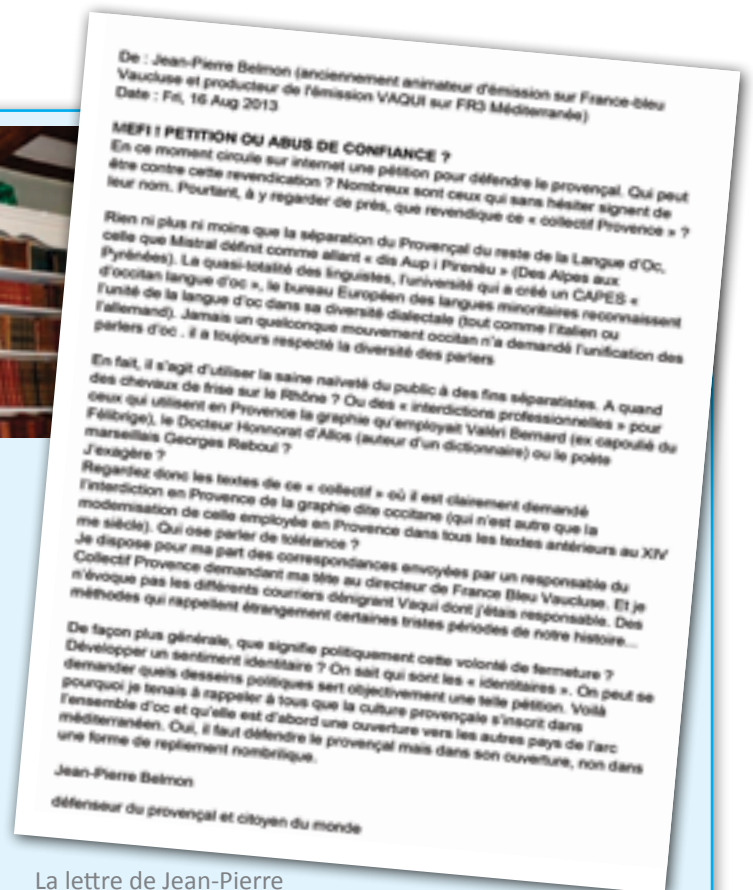 De : Jean-Pierre Belmon (anciennement animateur d'émission sur France-bleu
Vaucluse et producteur de l'émission VAQUI sur FR3 Méditerranée)
Date : Fri, 16 Aug 2013
MEFI ! PETITION OU ABUS DE CONFIANCE ?
En ce moment circule sur internet une pétition pour défendre le provençal. Qui peut
être contre cette revendication ? Nombreux sont ceux qui sans hésiter signent de
leur nom. Pourtant, à y regarder de près, que revendique ce « collectif Provence » ?
Rien ni plus ni moins que la séparation du Provençal du reste de la Langue d'Oc,
celle que Mistral définit comme allant « dis Aup i Pirenèu » (Des Alpes aux
Pyrénées). La quasi-totalité des linguistes, l'université qui a créé un CAPES «
d'occitan langue d'oc », le bureau Européen des langues minoritaires reconnaissent
l'unité de la langue d'oc dans sa diversité dialectale (tout comme l'italien ou
l'allemand). Jamais un quelconque mouvement occitan n'a demandé l'unification des
parlers d'oc . il a toujours respecté la diversité des parlers
En fait, il s'agit d'utiliser la saine naïveté du public à des fins séparatistes. A quand
des chevaux de frise sur le Rhône ? Ou des « interdictions professionnelles » pour
ceux qui utilisent en Provence la graphie qu'employait Valèri Bernard (ex capoulié du
Félibrige), le Docteur Honnorat d'Allos (auteur d'un dictionnaire) ou le poète
marseillais Georges Reboul ?
J'exagère ?
Regardez donc les textes de ce « collectif » où il est clairement demandé
l'interdiction en Provence de la graphie dite occitane (qui n'est autre que la
modernisation de celle employée en Provence dans tous les textes antérieurs au XIV
me siècle). Qui ose parler de tolérance ?
Je dispose pour ma part des correspondances envoyées par un responsable du
Collectif Provence demandant ma tête au directeur de France Bleu Vaucluse. Et je
n'évoque pas les différents courriers dénigrant Vaqui dont j'étais responsable. Des
méthodes qui rappellent étrangement certaines tristes périodes de notre histoire...
De façon plus générale, que signifie politiquement cette volonté de fermeture ?
Développer un sentiment identitaire ? On sait qui sont les « identitaires ». On peut se
demander quels desseins politiques sert objectivement une telle pétition. Voilà
pourquoi je tenais à rappeler à tous que la culture provençale s'inscrit dans
l'ensemble d'oc et qu'elle est d'abord une ouverture vers les autres pays de l'arc
méditerranéen. Oui, il faut défendre le provençal mais dans son ouverture, non dans
une forme de repliement nombrilique.
Jean-Pierre Belmon
défenseur du provençal et citoyen du monde
La lettre de Jean-Pierre